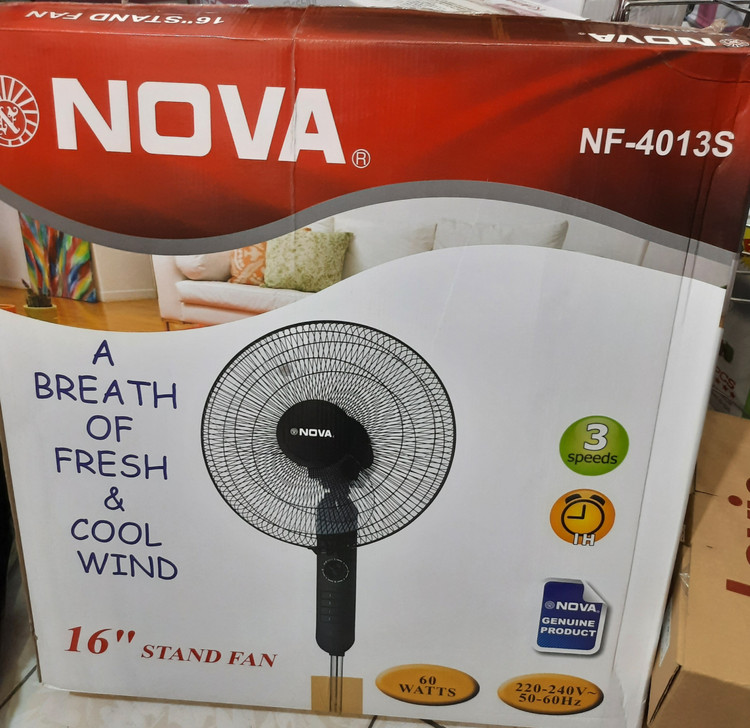 16" STAND FAN
NOVA
NOVA®
NF-4013S
A
BREATH
OF
FRESH
&
COOL
WIND
NOVA
3
speeds
1H
NOVA
GENUINE
PRODUCT
16" STAND FAN
60
WATTS
220-240V~
50-60Hz